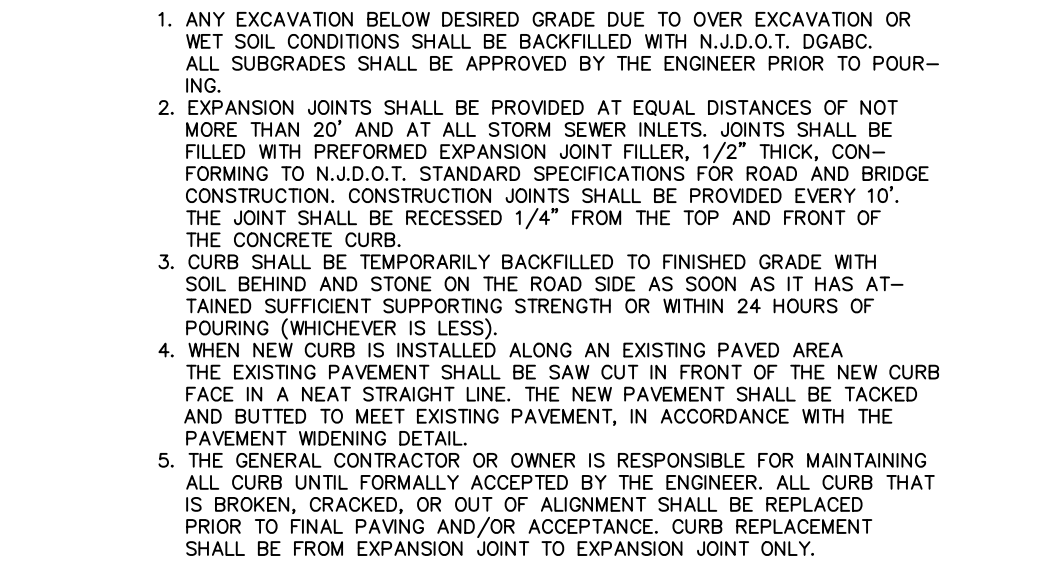 1. ANY EXCAVATION BELOW DESIRED GRADE DUE TO OVER EXCAVATION OR
WET SOIL CONDITIONS SHALL BE BACKFILLED WITH N.J.D.O.T. DGABC.
ALL SUBGRADES SHALL BE APPROVED BY THE ENGINEER PRIOR TO POUR–
ING.
2. EXPANSION JOINTS SHALL BE PROVIDED AT EQUAL DISTANCES OF NOT
MORE THAN 20' AND AT ALL STORM SEWER INLETS. JOINTS SHALL BE
FILLED WITH PREFORMED EXPANSION JOINT FILLER, 1/2" THICK, CON–
FORMING TO N.J.D.O.T. STANDARD SPECIFICATIONS FOR ROAD AND BRIDGE
CONSTRUCTION. CONSTRUCTION JOINTS SHALL BE PROVIDED EVERY 10'.
THE JOINT SHALL BE RECESSED 1/4" FROM THE TOP AND FRONT OF
THE CONCRETE CURB.
3. CURB SHALL BE TEMPORARILY BACKFILLED TO FINISHED GRADE WITH
SOIL BEHIND AND STONE ON THE ROAD SIDE AS SOON AS IT HAS AT–
TAINED SUFFICIENT SUPPORTING STRENGTH OR WITHIN 24 HOURS OF
POURING (WHICHEVER IS LESS).
4. WHEN NEW CURB IS INSTALLED ALONG AN EXISTING PAVED AREA
THE EXISTING PAVEMENT SHALL BE SAW CUT IN FRONT OF THE NEW CURB
FACE IN A NEAT STRAIGHT LINE. THE NEW PAVEMENT SHALL BE TACKED
AND BUTTED TO MEET EXISTING PAVEMENT, IN ACCORDANCE WITH THE
PAVEMENT WIDENING DETAIL.
5. THE GENERAL CONTRACTOR OR OWNER IS RESPONSIBLE FOR MAINTAINING
ALL CURB UNTIL FORMALLY ACCEPTED BY THE ENGINEER. ALL CURB THAT
IS BROKEN, CRACKED, OR OUT OF ALIGNMENT SHALL BE REPLACED
PRIOR TO FINAL PAVING AND/OR ACCEPTANCE. CURB REPLACEMENT
SHALL BE FROM EXPANSION JOINT TO EXPANSION JOINT ONLY.